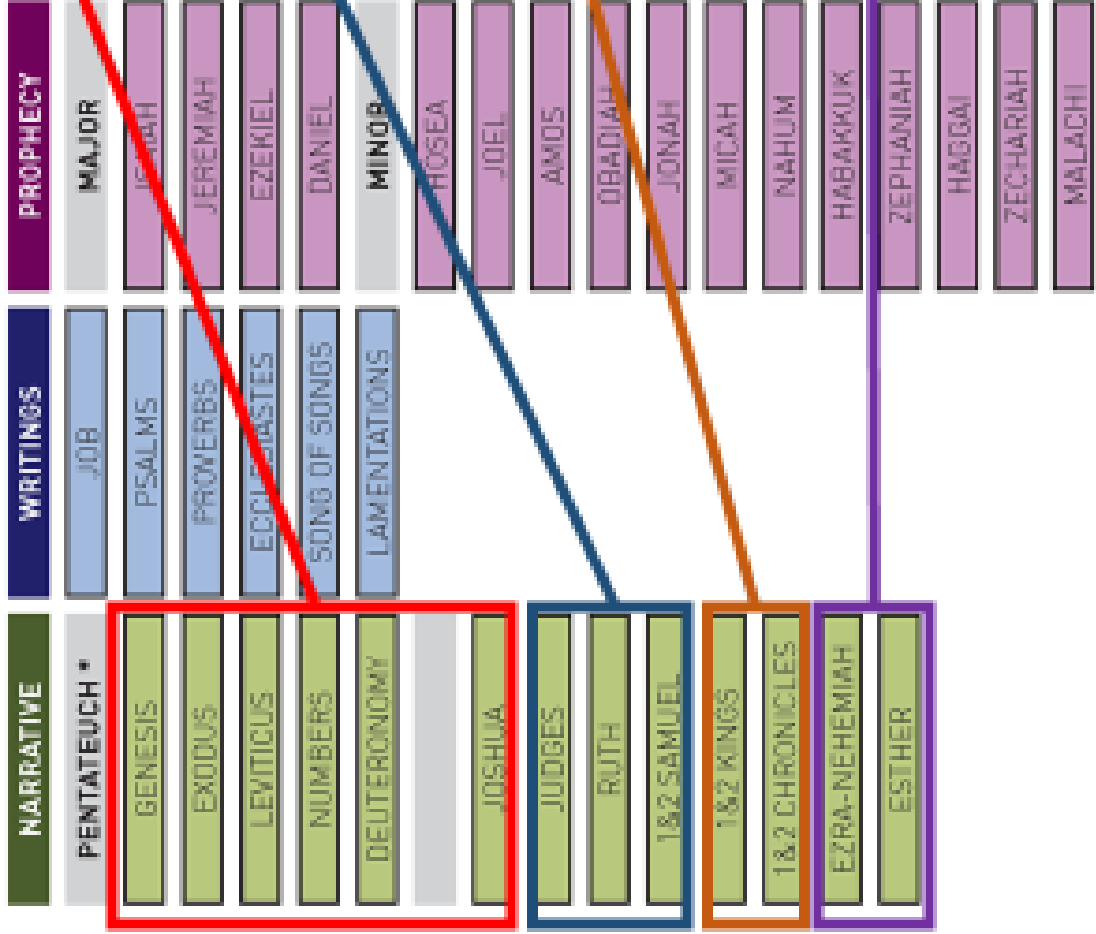 PROPHECY
MAJOR
ISAIAH
JEREMIAH
EZEKIEL
DANIEL
MINOR
HOSEA
JOEL
AMOS
OBADIAH
JONAH
MICAH
NAHUM
HABAKKUK
ZEPHANIAH
HAGGAI
ZECHARIAH
MALACHI
WRITINGS
JOB
PSALMS
PROVERBS
ECCLESIASTES
SONG OF SONGS
LAMENTATIONS
NARRATIVE
PENTATEUCH *
GENESIS
EXODUS
LEVITICUS
NUMBERS
DEUTERONOMY
JOSHUA
JUDGES
RUTH
1&2 SAMUEL
1&2 KINGS
1&2 CHRONICLES
EZRA-NEHEMIAH
ESTHER